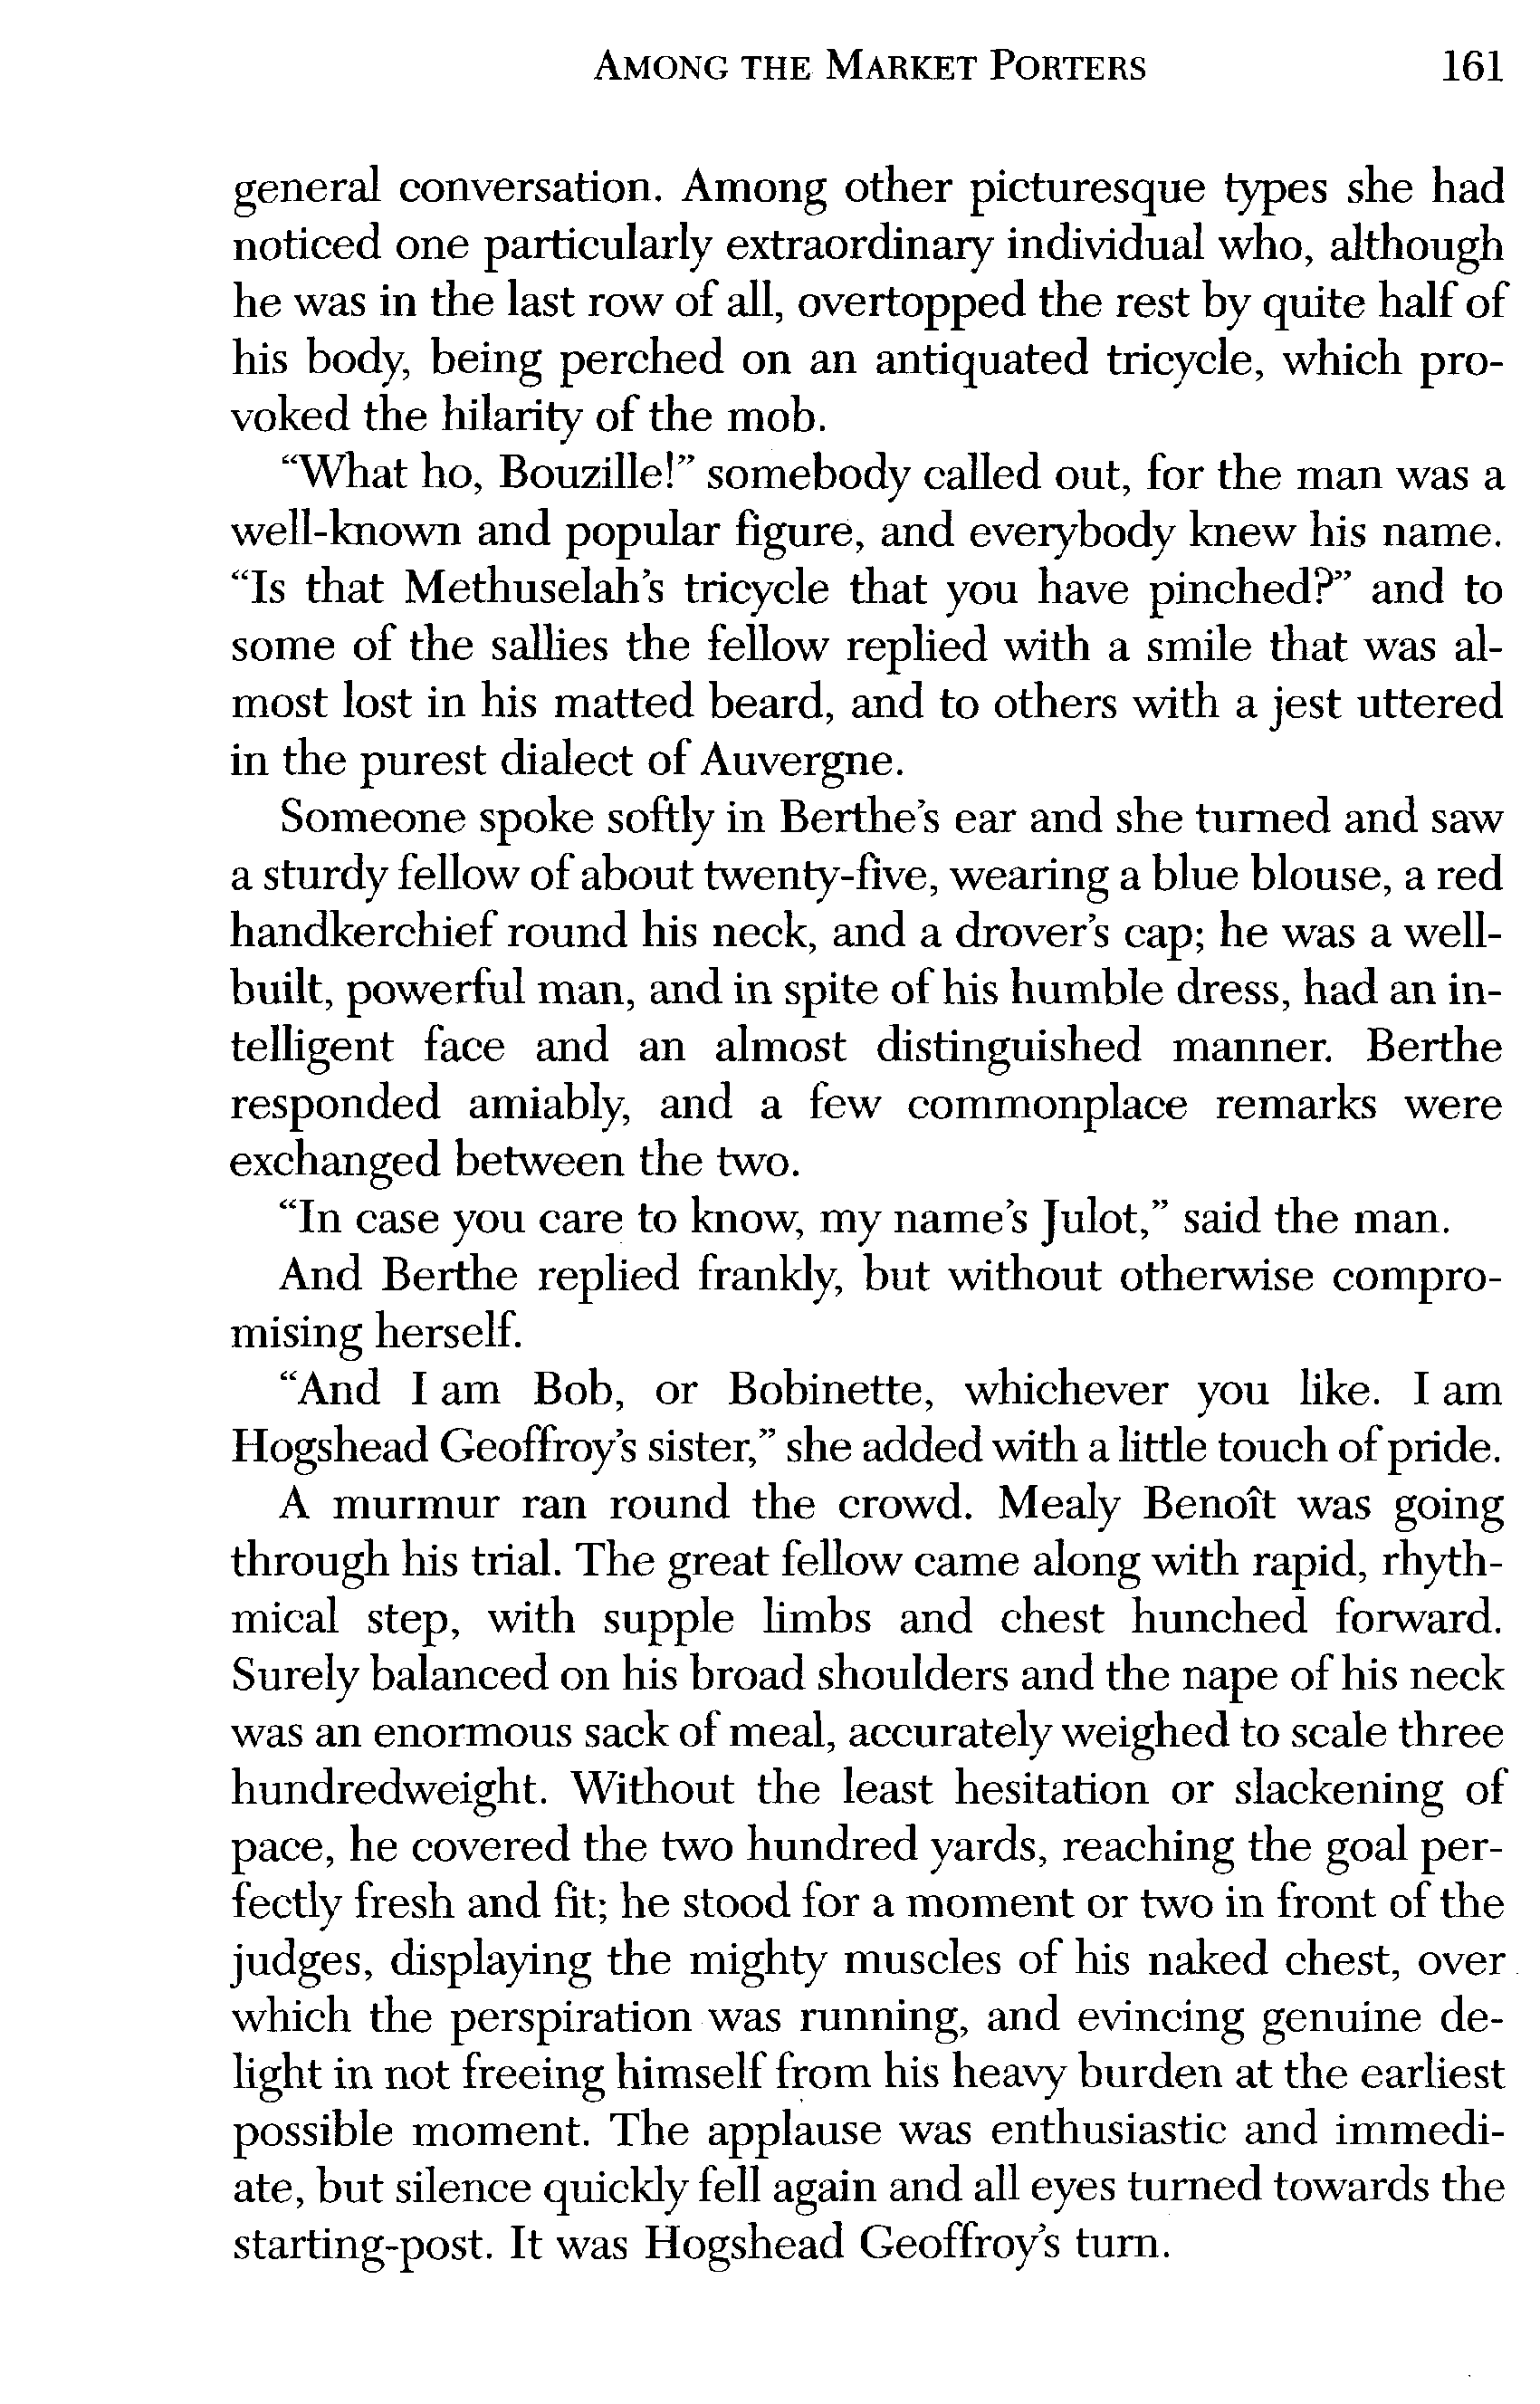 AMONG THE MARKET PORTERS 161
general conversation. Among other picturesque types she had
noticed one particularly extraordinary individual who, although
he was in the last row of all, overtopped the rest by quite half of
his body, being perched on an antiquated tricycle, which pro-
voked the hilarity of the mob.
“What ho, Bouzille!” somebody called out, for the man was a
well-known and popular figure, and everybody knew his name.
“Is that Methuselah’s tricycle that you have pinched?” and to
some of the sallies the fellow replied with a smile that was al-
most lost in his matted beard, and to others with a jest uttered
in the purest dialect of Auvergne.
Someone spoke softly in Berthe’s ear and she turned and saw
a sturdy fellow of about twenty-five, wearing a blue blouse, a red
handkerchief round his neck, and a drover’s cap; he was a well-
built, powerful man, and in spite of his humble dress, had an in-
telligent face and an almost distinguished manner. Berthe
responded amiably, and a few commonplace remarks were
exchanged between the two.
“In case you care to know, my name’s Julot,” said the man.
And Berthe replied frankly, but without otherwise compro-
mising herself.
“And I am Bob, or Bobinette, whichever you like. I am
Hogshead Geoffroy’s sister,” she added with a little touch of pride.
A murmur ran round the crowd. Mealy Benoît was going
through his trial. The great fellow came along with rapid, rhyth-
mical step, with supple limbs and chest hunched forward.
Surely balanced on his broad shoulders and the nape of his neck
was an enormous sack of meal, accurately weighed to scale three
hundredweight. Without the least hesitation or slackening of
pace, he covered the two hundred yards, reaching the goal per-
fectly fresh and fit; he stood for a moment or two in front of the
judges, displaying the mighty muscles of his naked chest, over
which the perspiration was running, and evincing genuine de-
light in not freeing himself from his heavy burden at the earliest
possible moment. The applause was enthusiastic and immedi-
ate, but silence quickly fell again and all eyes turned towards the
starting-post. It was Hogshead Geoffroy’s turn.